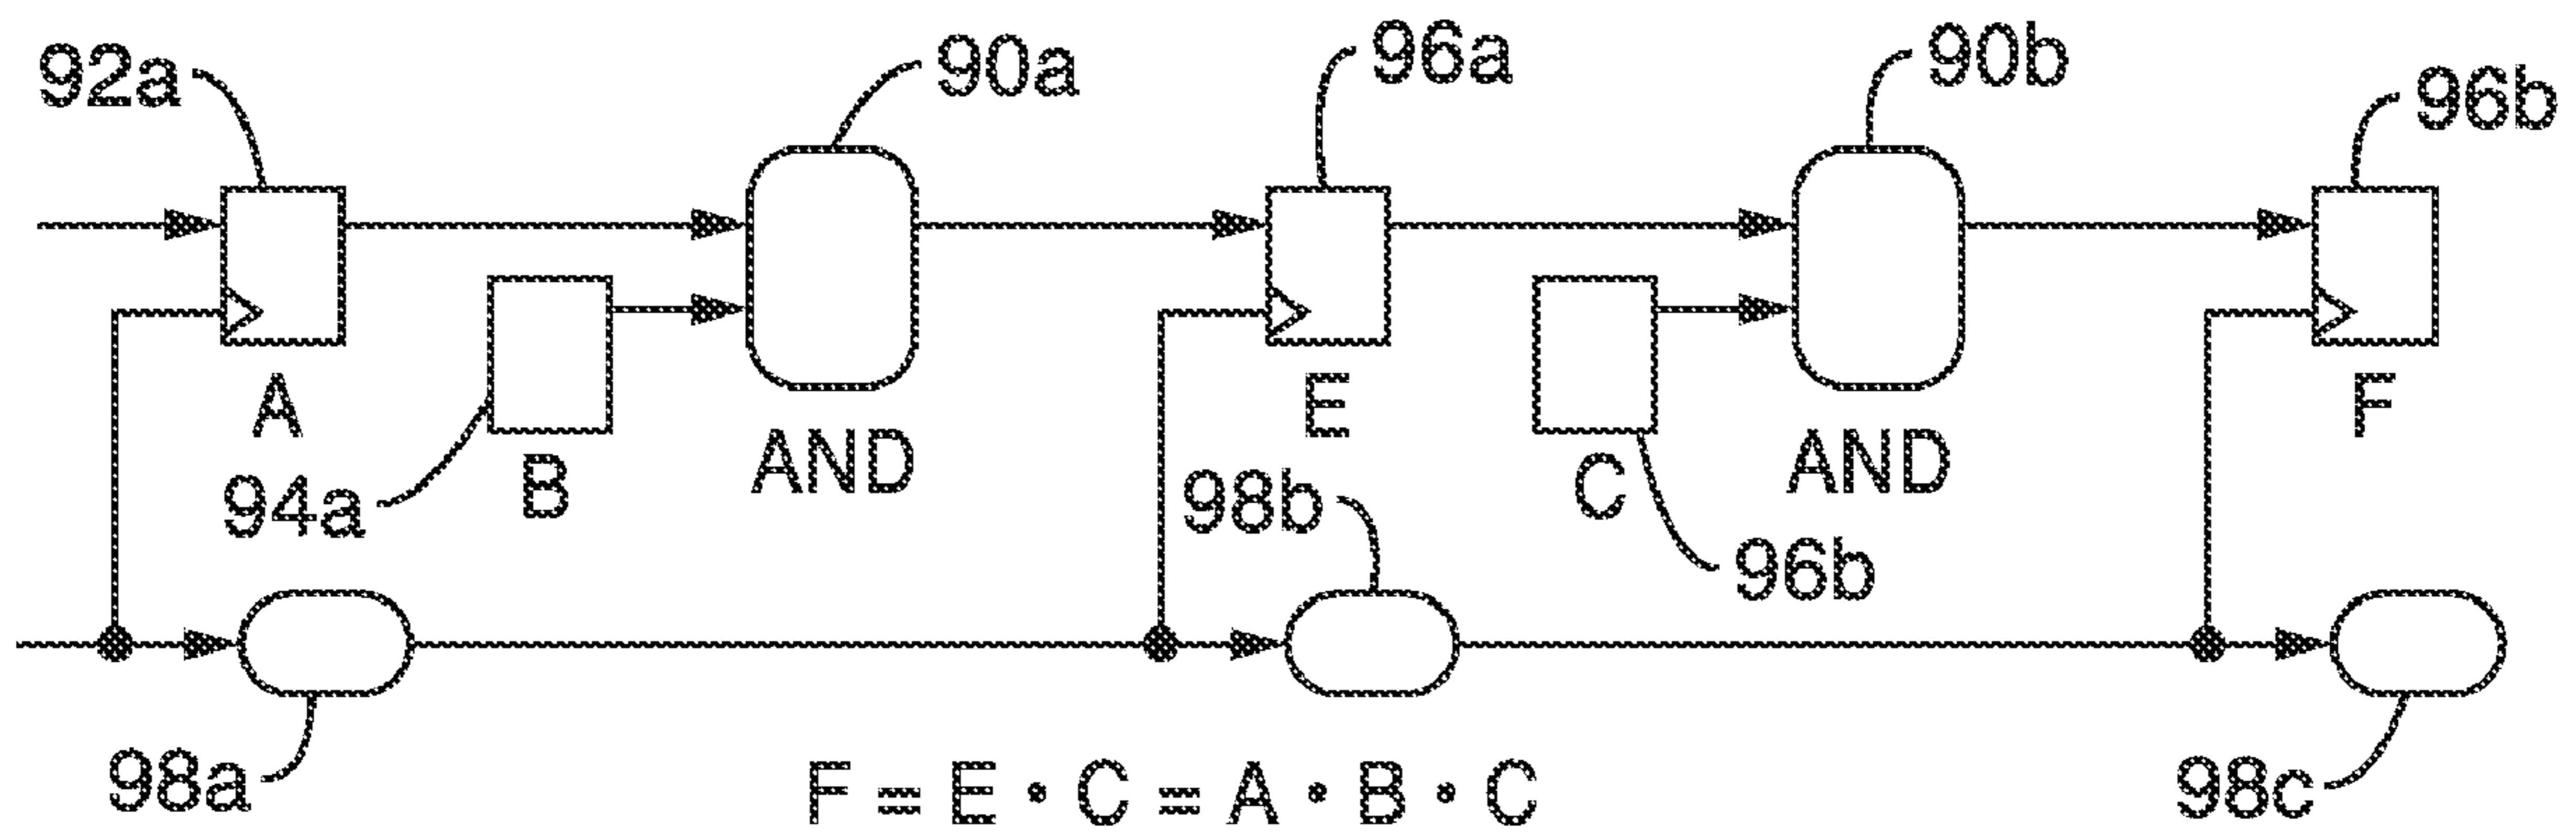 92a
90a
96a
90b
96b
A
B
AND
E
C
AND
F
94a
98b
96b
98a
98c
F = E • C = A • B • C